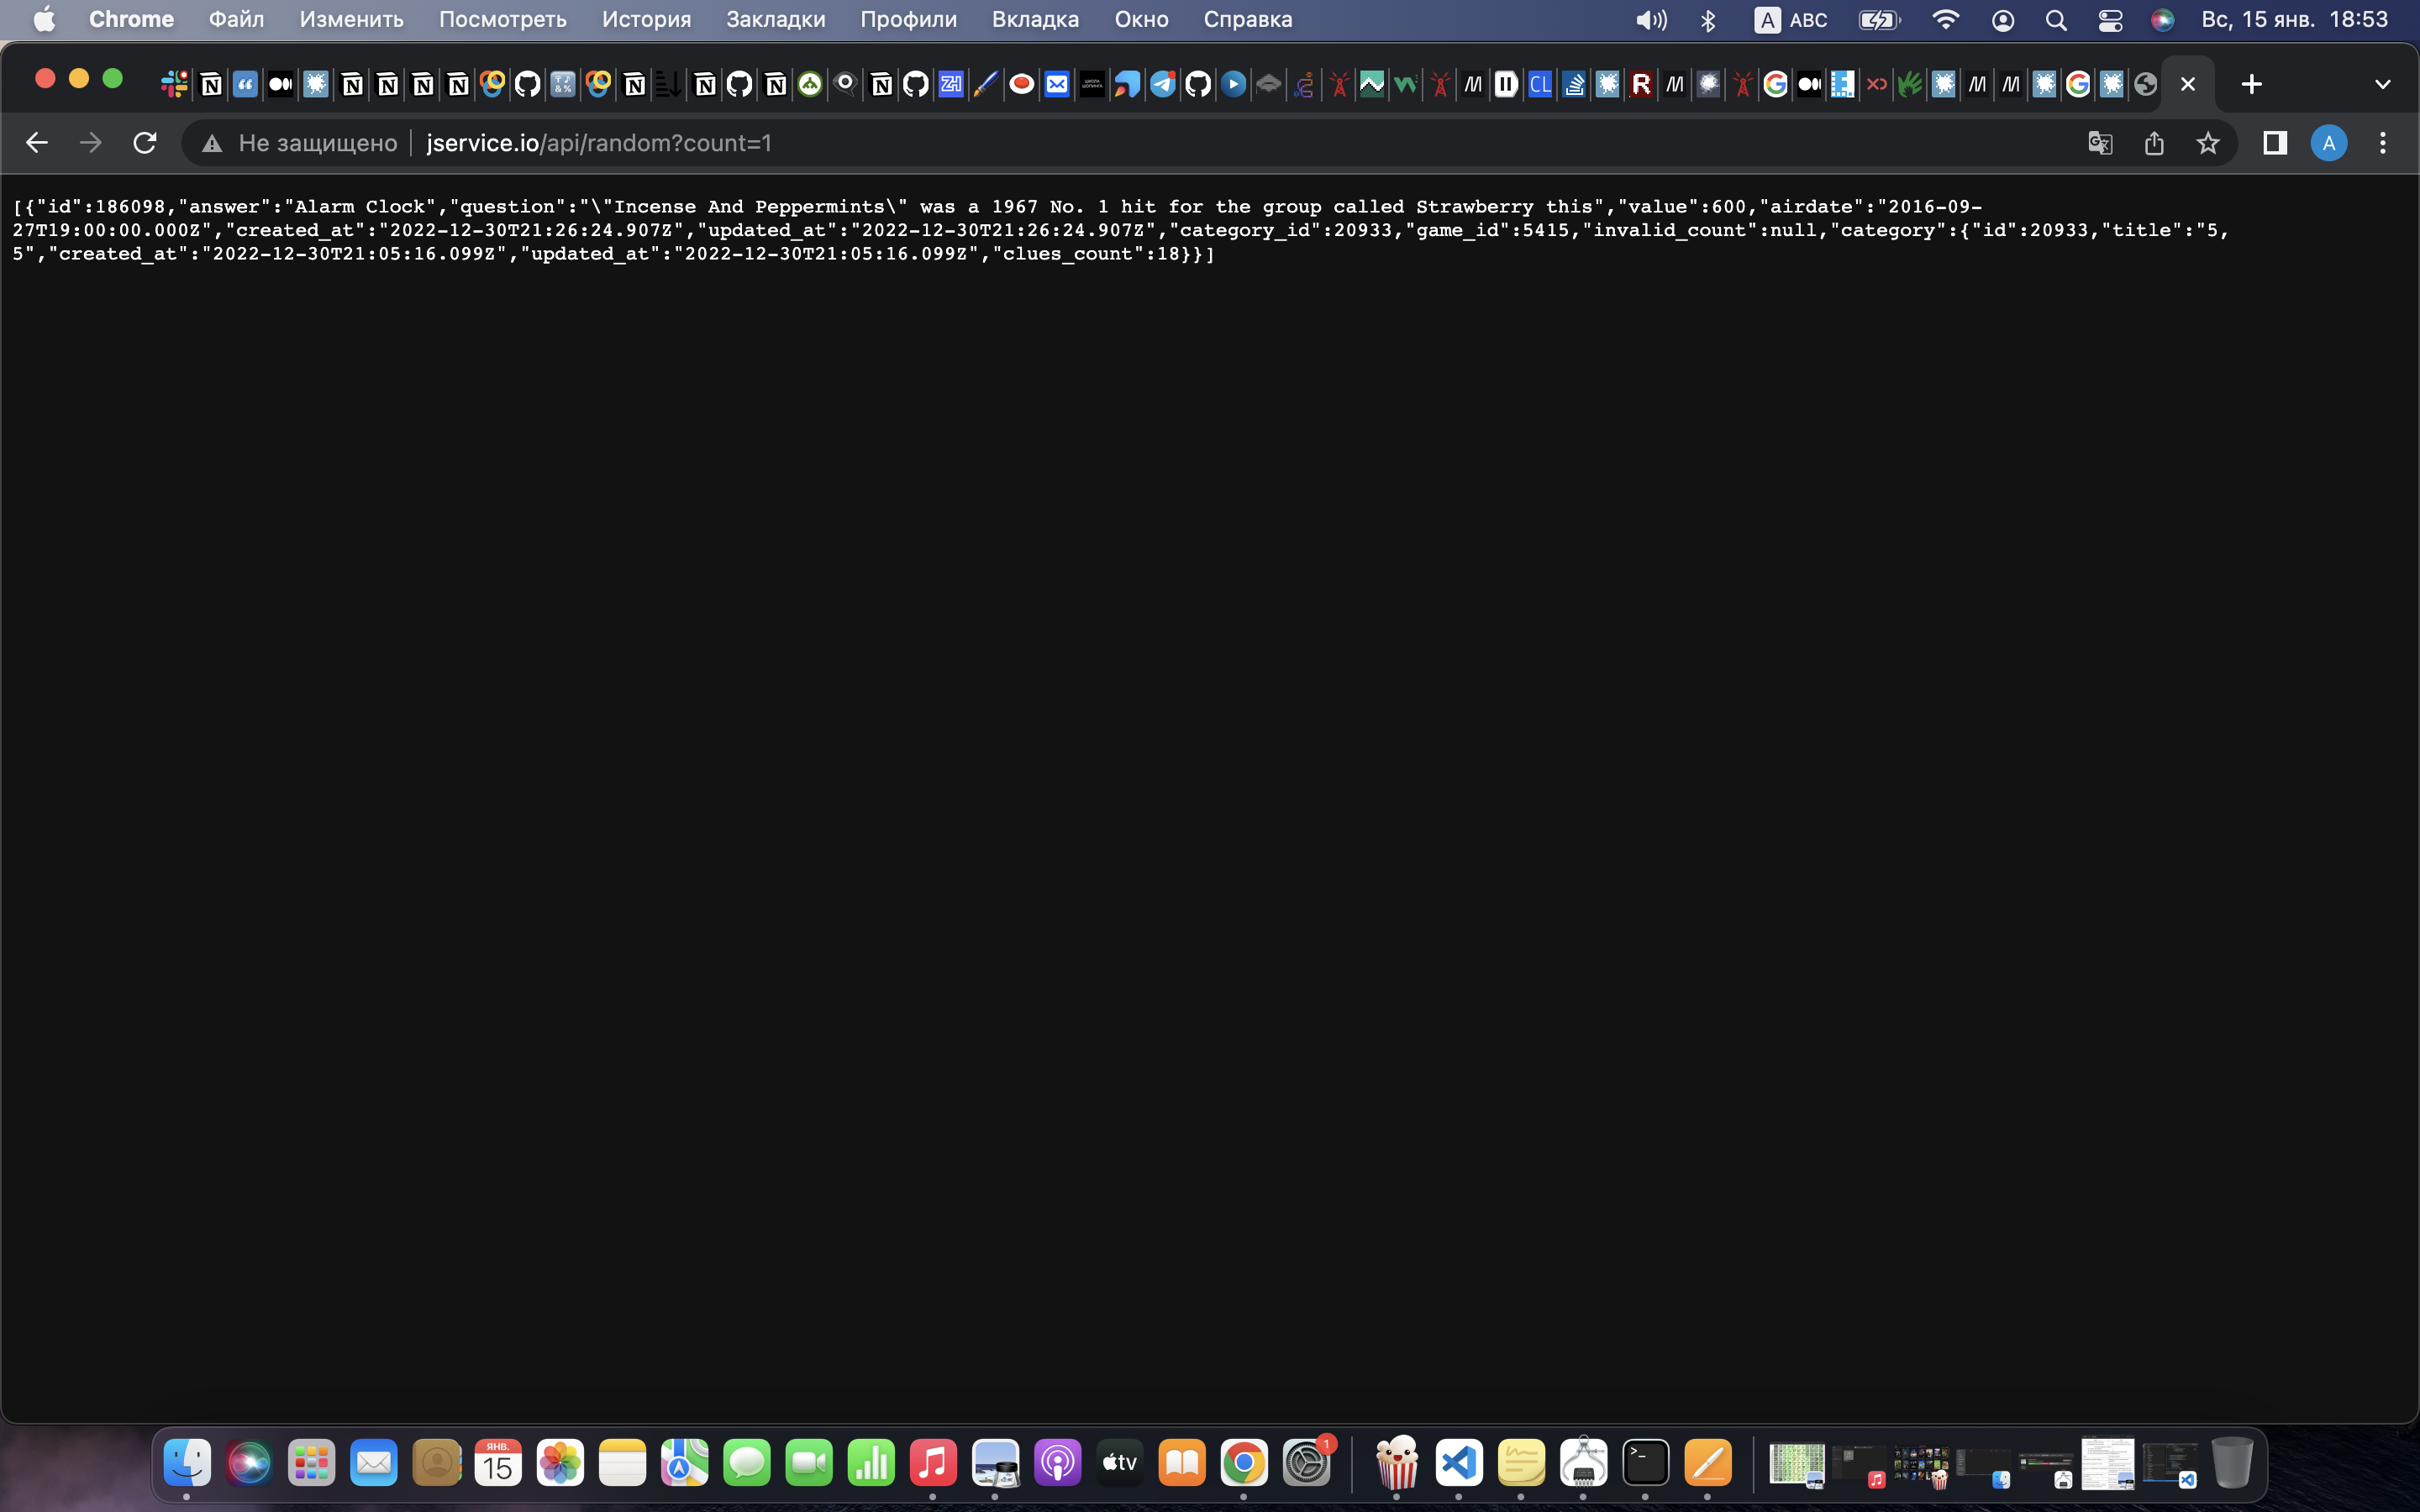 Chrome Файл Изменить Посмотреть История Закладки Профили Вкладка Окно Справка A ABC Вс, 15 янв. 18:53
ZH CL R
Не защищено jservice.io/api/random?count=1 A
[{"id":186098,"answer":"Alarm Clock","question":"\"Incense And Peppermints\" was a 1967 No. 1 hit for the group called Strawberry this","value":600,"airdate":"2016-09-
27T19:00:00.000Z","created_at":"2022-12-30T21:26:24.907Z","updated_at":"2022-12-30T21:26:24.907Z","category_id":20933,"game_id":5415,"invalid_count":null,"category":{"id":20933,"title":"5,
5","created_at":"2022-12-30T21:05:16.099Z","updated_at":"2022-12-30T21:05:16.099Z","clues_count":18}}]
ЯНВ.
15
tv
1